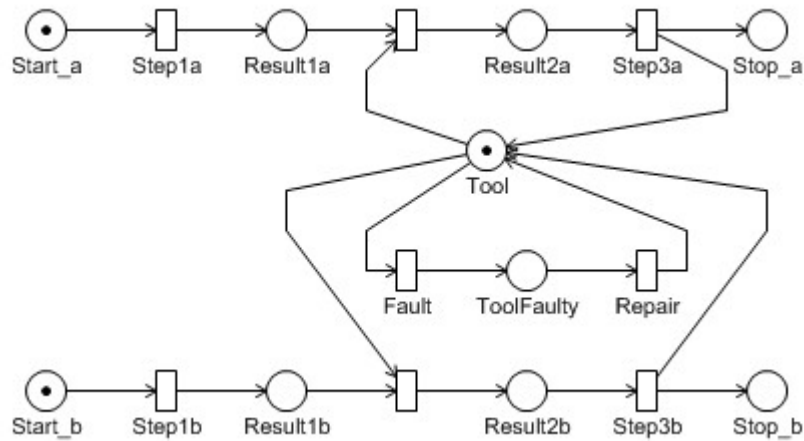 Start_a Step1a Result1a Result2a Step3a Stop_a
Tool
Fault ToolFaulty Repair
Start_b Step1b Result1b Result2b Step3b Stop_b